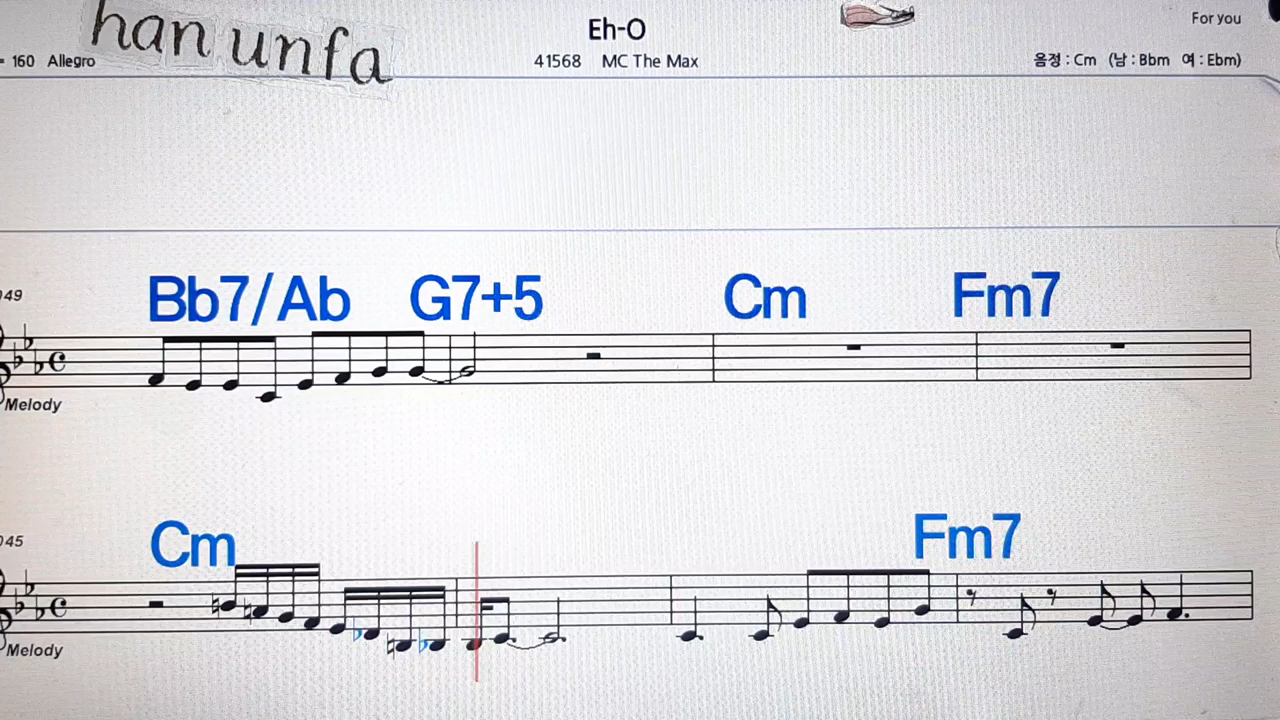 han unfa
Eh-O
For you
= 160 Allegro
41568 MC The Max
음정 : Cm (남 : Bbm 여 : Ebm)
049
Bb7/Ab G7+5 Cm Fm7
Melody
045
Cm Fm7
Melody